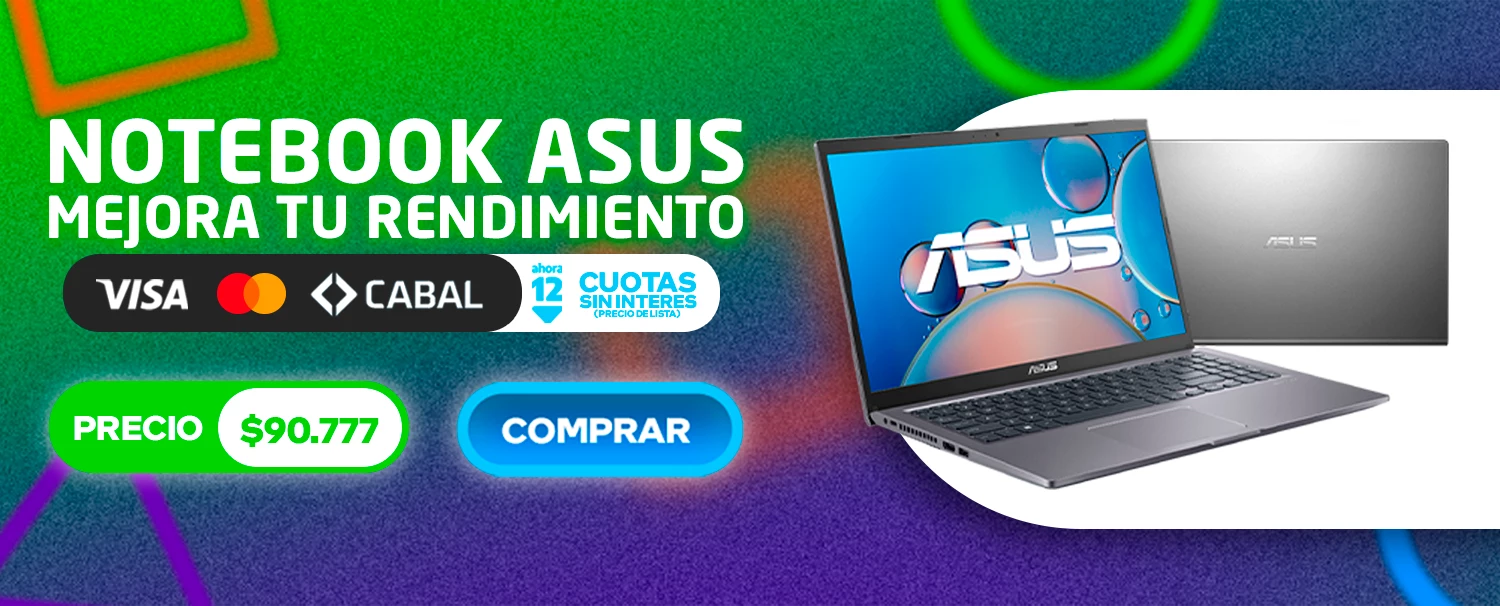 NOTEBOOK ASUS
MEJORA TU RENDIMIENTO
VISA
CABAL
ahora
12
CUOTAS
SIN INTERES
(PRECIO DE LISTA)
PRECIO
$90.777
COMPRAR
ASUS
ASUS
ASUS